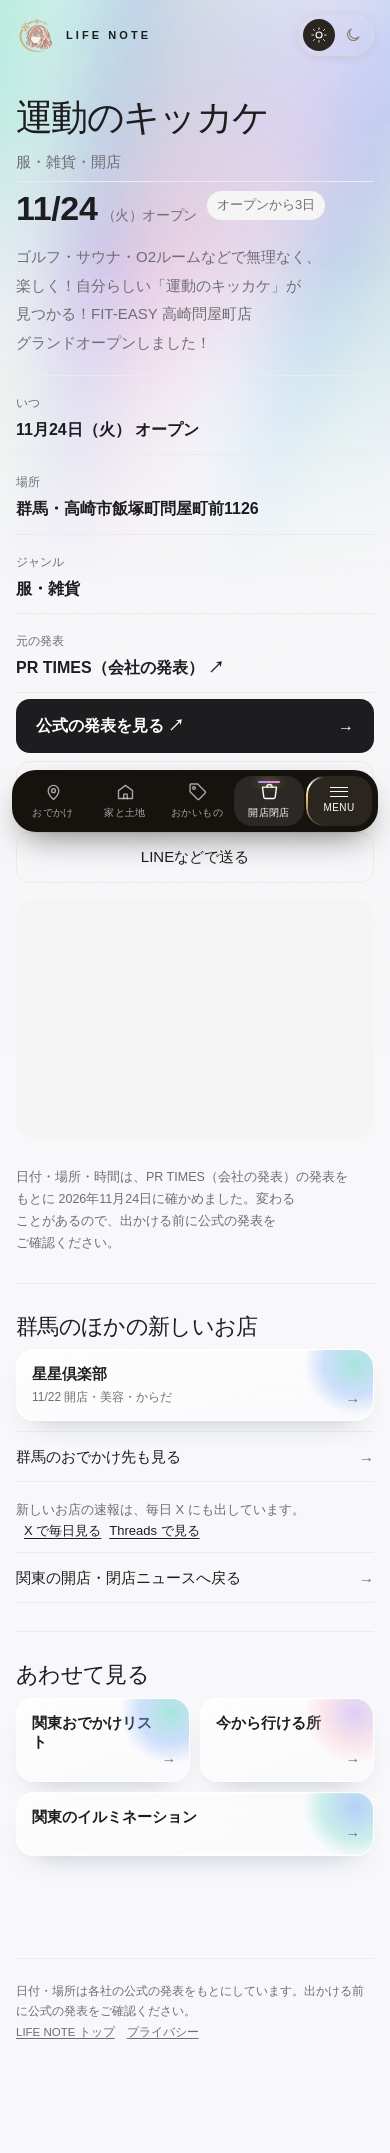 LIFE NOTE
運動のキッカケ
服・雑貨・開店
11/24 （火）オープン オープンから3日
ゴルフ・サウナ・O2ルームなどで無理なく、
楽しく！自分らしい「運動のキッカケ」が
見つかる！FIT-EASY 高崎問屋町店
グランドオープンしました！
いつ
11月24日（火） オープン
場所
群馬・高崎市飯塚町問屋町前1126
ジャンル
服・雑貨
元の発表
PR TIMES（会社の発表） ↗
公式の発表を見る ↗ →
おでかけ 家と土地 おかいもの 開店閉店 MENU
LINEなどで送る
日付・場所・時間は、PR TIMES（会社の発表）の発表を
もとに 2026年11月24日に確かめました。変わる
ことがあるので、出かける前に公式の発表を
ご確認ください。
群馬のほかの新しいお店
星星倶楽部
11/22 開店・美容・からだ
→
群馬のおでかけ先も見る →
新しいお店の速報は、毎日 X にも出しています。
X で毎日見る Threads で見る
関東の開店・閉店ニュースへ戻る →
あわせて見る
関東おでかけリス
ト
→
今から行ける所
→
関東のイルミネーション
→
日付・場所は各社の公式の発表をもとにしています。出かける前
に公式の発表をご確認ください。
LIFE NOTE トップ プライバシー